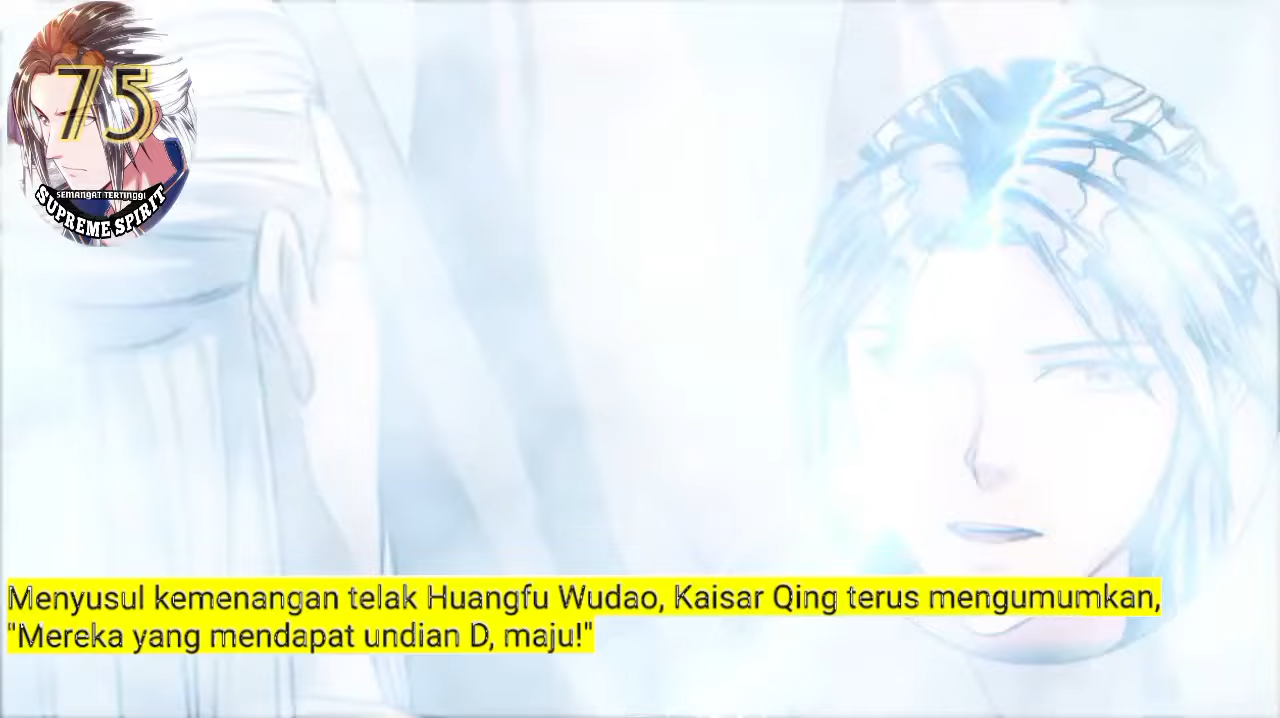 75
SEMANGAT TERTINGGI
SUPREME SPIRIT
Menyusul kemenangan telak Huangfu Wudao, Kaisar Qing terus mengumumkan,
"Mereka yang mendapat undian D, maju!"